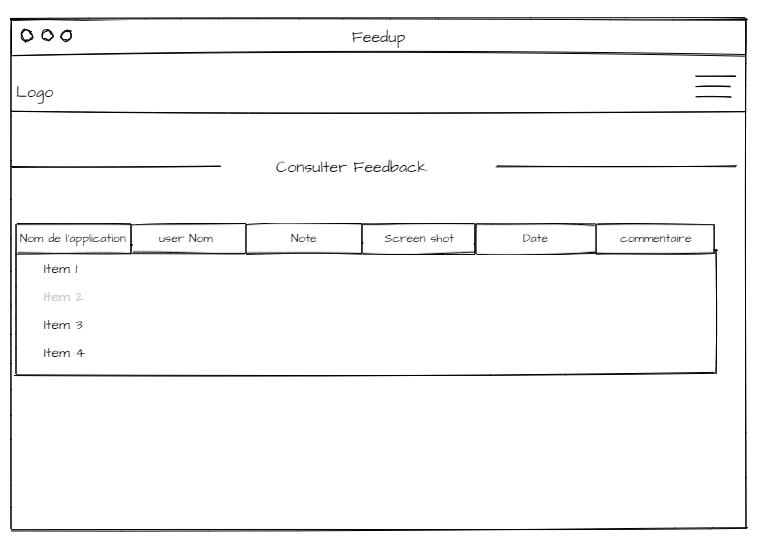 Feedup
Logo
Consulter Feedback
Nom de l'application user Nom Note Screen shot Date commentaire
Item 1
Item 2
Item 3
Item 4